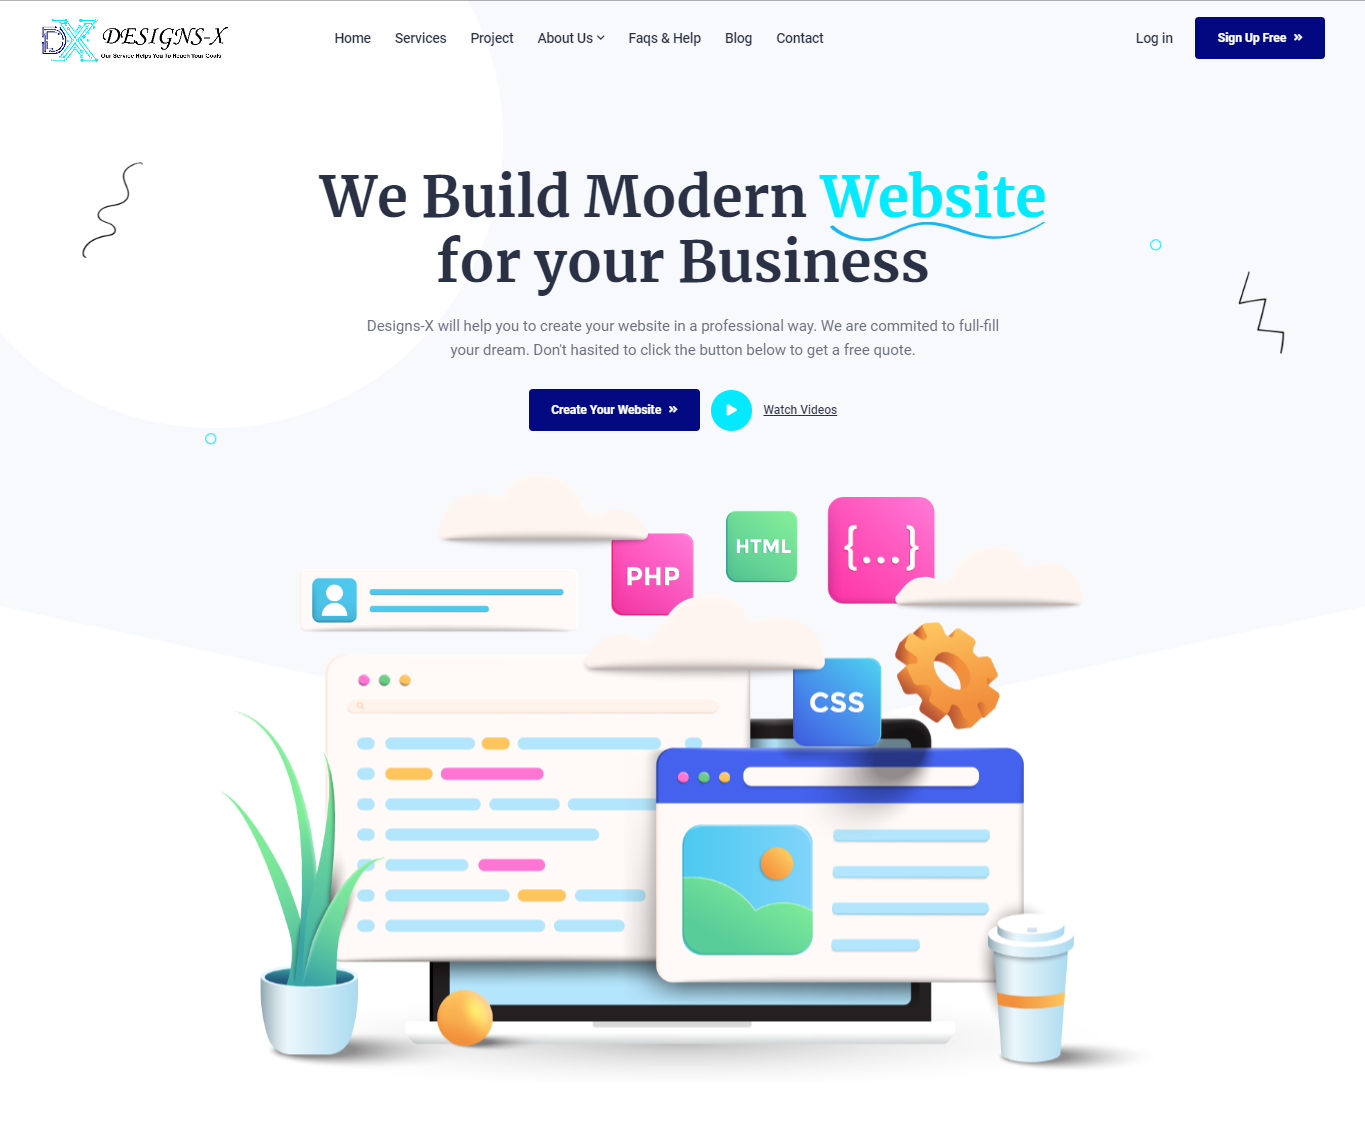 DX DESIGNS-X
Our Service Helps You To Reach Your Goals
Home Services Project About Us Faqs & Help Blog Contact Log in Sign Up Free »
We Build Modern Website
for your Business
Designs-X will help you to create your website in a professional way. We are commited to full-fill
your dream. Don't hasited to click the button below to get a free quote.
Create Your Website » Watch Videos
HTML
{...}
PHP
CSS